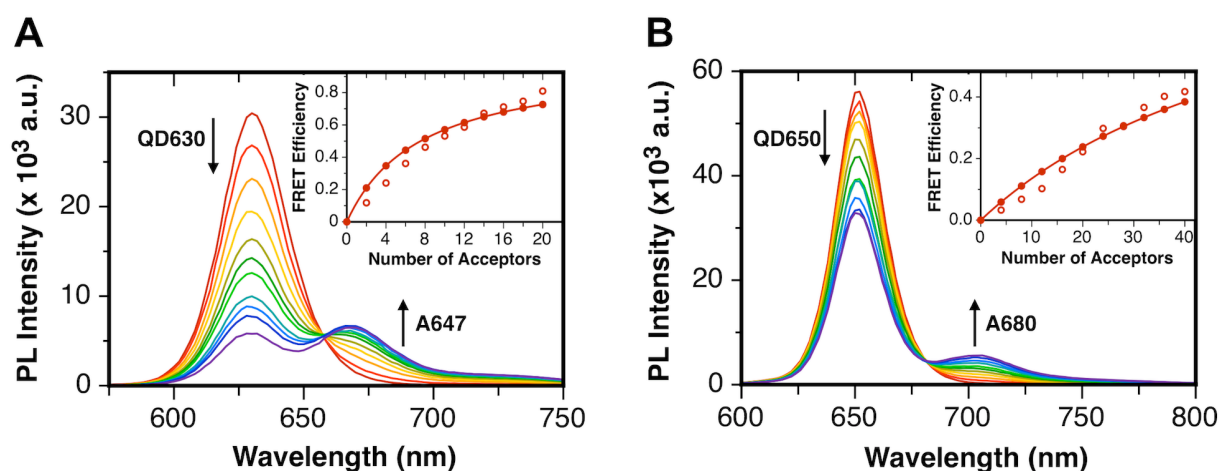 A
PL Intensity (x 10³ a.u.)
30
20
10
0
600
650
700
750
Wavelength (nm)
QD630
A647
FRET Efficiency
0.8
0.6
0.4
0.2
0
0
4
8
12
16
20
Number of Acceptors
B
PL Intensity (x10³ a.u.)
60
40
20
0
600
650
700
750
800
Wavelength (nm)
QD650
A680
FRET Efficiency
0.4
0.2
0.0
0
10
20
30
40
Number of Acceptors